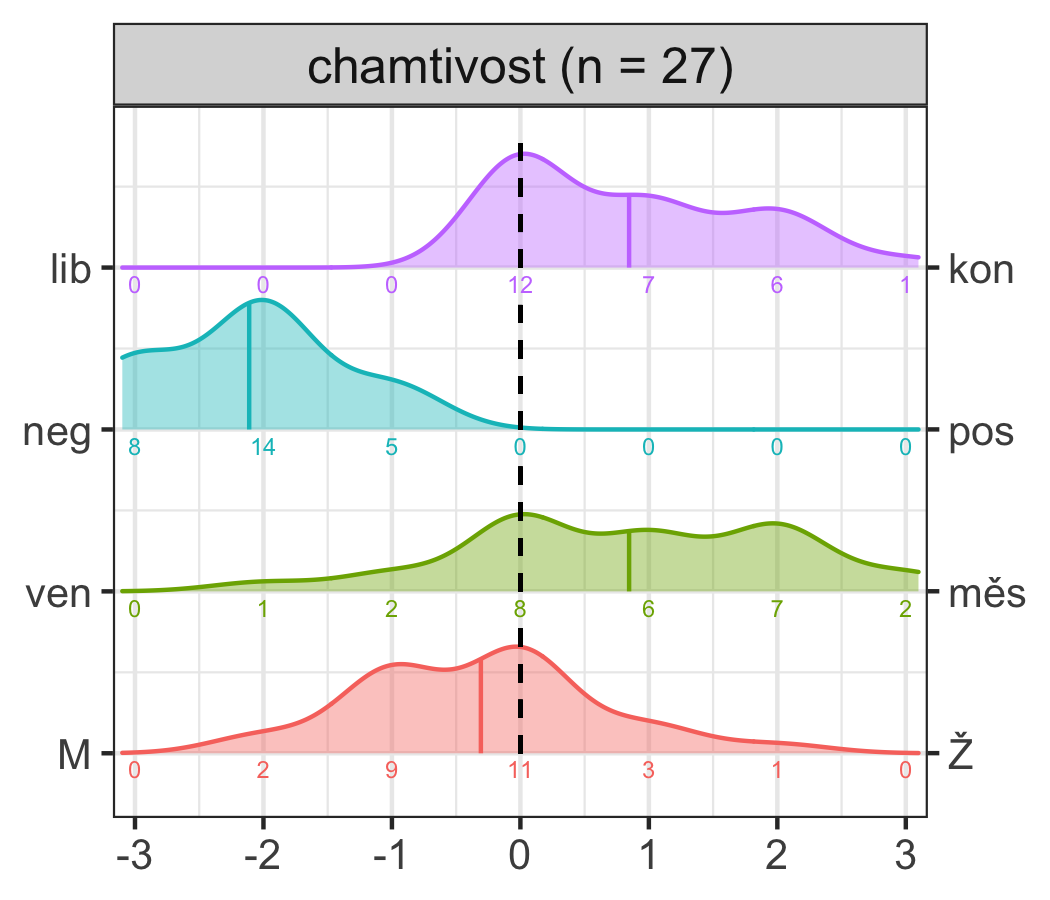 chamtivost (n = 27)
lib kon
0 0 0 12 7 6 1
neg pos
8 14 5 0 0 0 0
ven měs
0 1 2 8 6 7 2
M Ž
0 2 9 11 3 1 0
-3 -2 -1 0 1 2 3